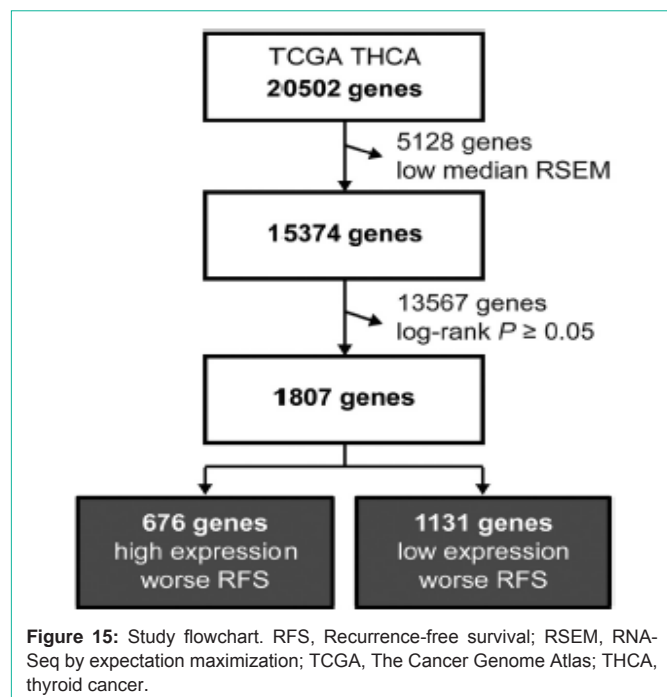 TCGA THCA
20502 genes
5128 genes
low median RSEM
15374 genes
13567 genes
log-rank P ≥ 0.05
1807 genes
676 genes
high expression
worse RFS
1131 genes
low expression
worse RFS
Figure 15: Study flowchart. RFS, Recurrence-free survival; RSEM, RNA-
Seq by expectation maximization; TCGA, The Cancer Genome Atlas; THCA,
thyroid cancer.